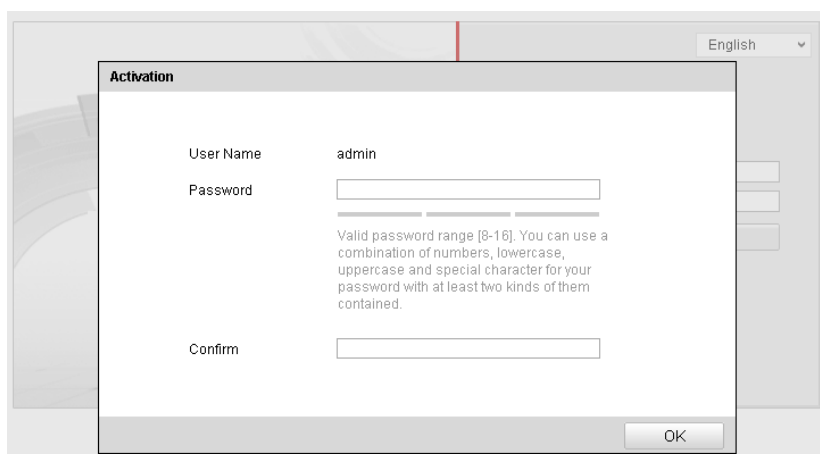 English
Activation
User Name admin
Password
Valid password range [8-16]. You can use a
combination of numbers, lowercase,
uppercase and special character for your
password with at least two kinds of them
contained.
Confirm
OK